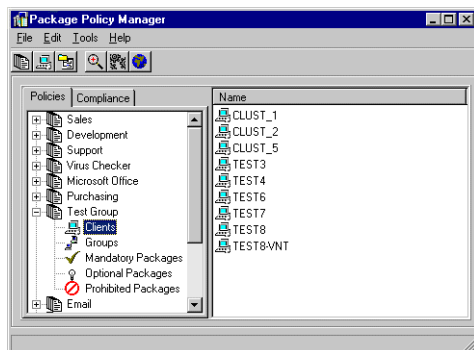 Package Policy Manager
File Edit Tools Help
Policies Compliance
Sales
Development
Support
Virus Checker
Microsoft Office
Purchasing
Test Group
Clients
Groups
Mandatory Packages
Optional Packages
Prohibited Packages
Email
Name
CLUST_1
CLUST_2
CLUST_5
TEST3
TEST4
TEST6
TEST7
TEST8
TEST8-VNT